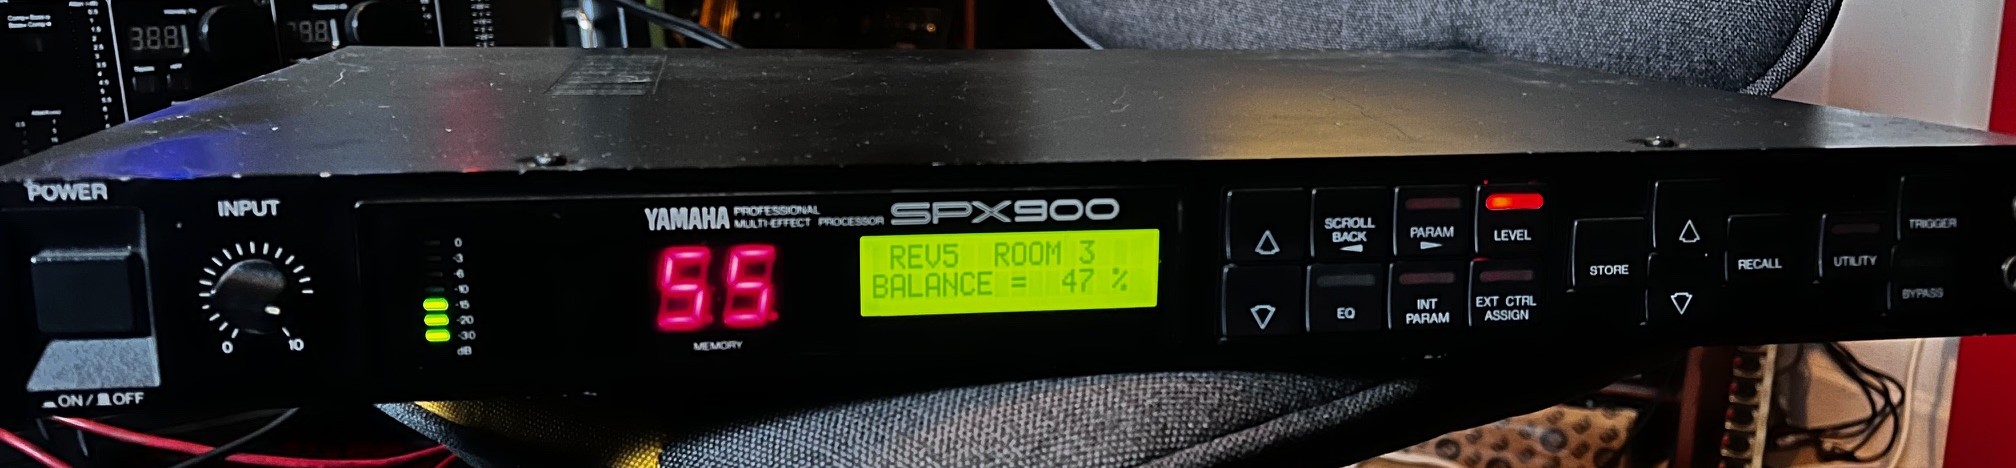 POWER
INPUT
0 10
ON / OFF
0
-3
-6
-10
-15
-20
-30
dB
YAMAHA PROFESSIONAL
MULTI-EFFECT PROCESSOR SPX900
55
MEMORY
REV5 ROOM 3
BALANCE = 47 %
SCROLL
BACK
PARAM
LEVEL
EQ
INT
PARAM
EXT CTRL
ASSIGN
STORE
RECALL
UTILITY
TRIGGER
BYPASS